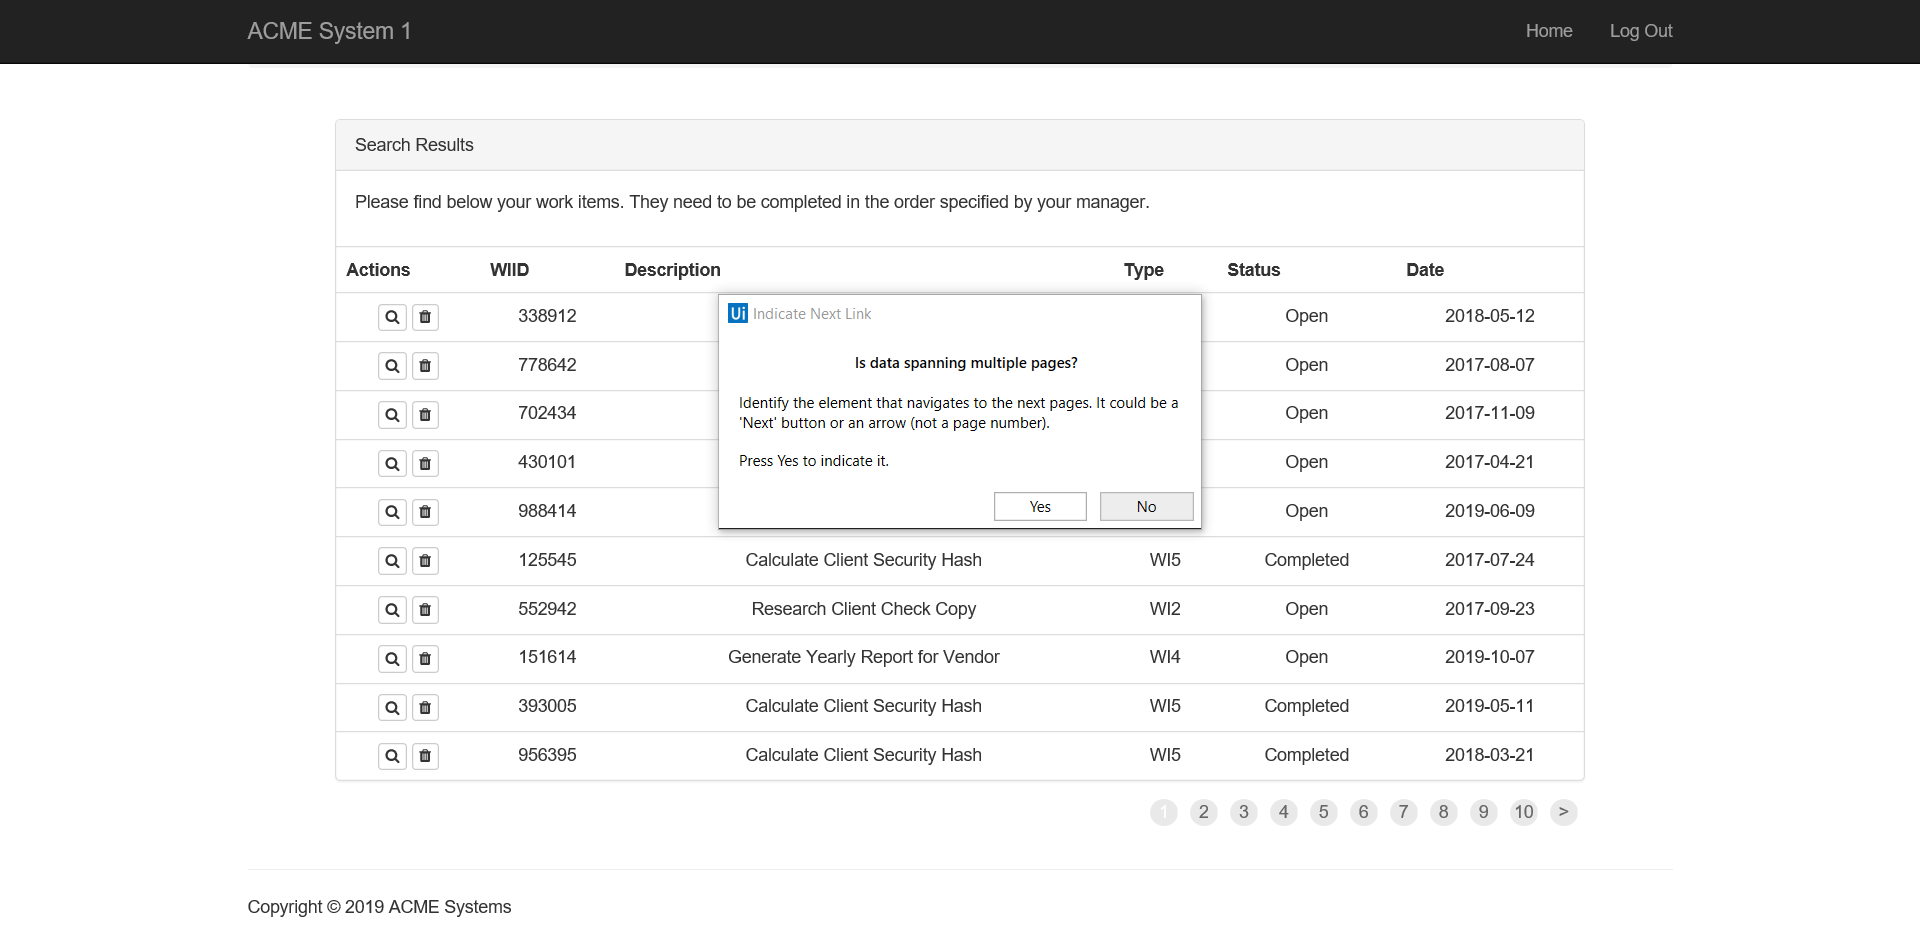 ACME System 1 Home Log Out
Search Results
Please find below your work items. They need to be completed in the order specified by your manager.
Actions WIID Description Type Status Date
338912 Open 2018-05-12
778642 Open 2017-08-07
702434 Open 2017-11-09
430101 Open 2017-04-21
988414 Open 2019-06-09
Ui Indicate Next Link
Is data spanning multiple pages?
Identify the element that navigates to the next pages. It could be a
'Next' button or an arrow (not a page number).
Press Yes to indicate it.
Yes No
125545 Calculate Client Security Hash WI5 Completed 2017-07-24
552942 Research Client Check Copy WI2 Open 2017-09-23
151614 Generate Yearly Report for Vendor WI4 Open 2019-10-07
393005 Calculate Client Security Hash WI5 Completed 2019-05-11
956395 Calculate Client Security Hash WI5 Completed 2018-03-21
1 2 3 4 5 6 7 8 9 10 >
Copyright © 2019 ACME Systems